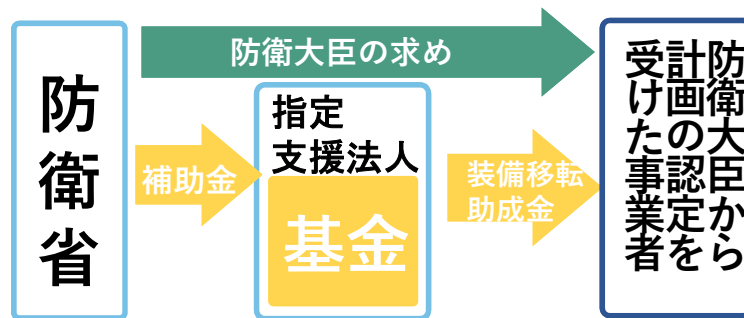 防衛省
防衛大臣の求め
補助金
指定
支援法人
基金
装備移転
助成金
防衛大臣から
計画の認定を
受けた事業者